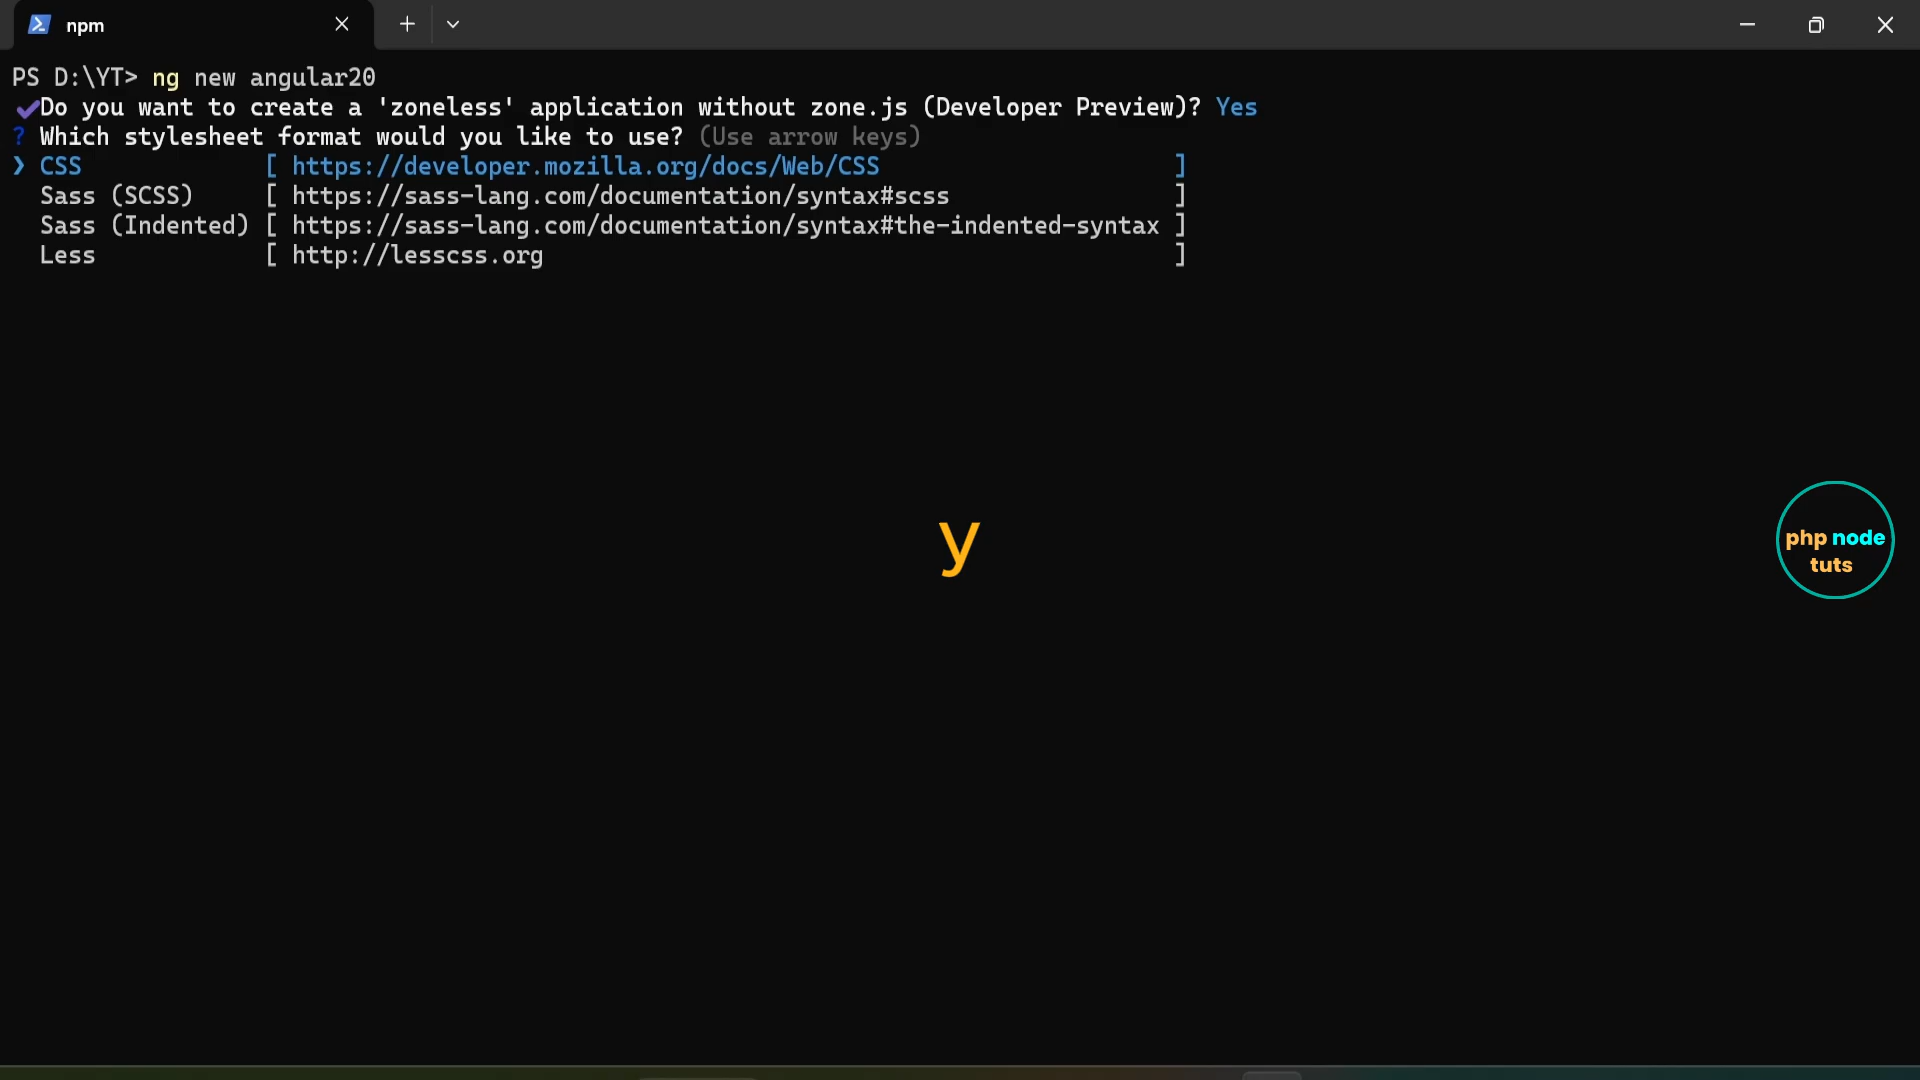 npm
PS D:\YT> ng new angular20
✔Do you want to create a 'zoneless' application without zone.js (Developer Preview)? Yes
? Which stylesheet format would you like to use? (Use arrow keys)
❯ CSS [ https://developer.mozilla.org/docs/Web/CSS ]
Sass (SCSS) [ https://sass-lang.com/documentation/syntax#scss ]
Sass (Indented) [ https://sass-lang.com/documentation/syntax#the-indented-syntax ]
Less [ http://lesscss.org ]
y
php node
tuts